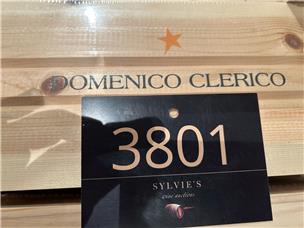 DOMENICO CLERICO
3801
SYLVIE'S
wine auctions